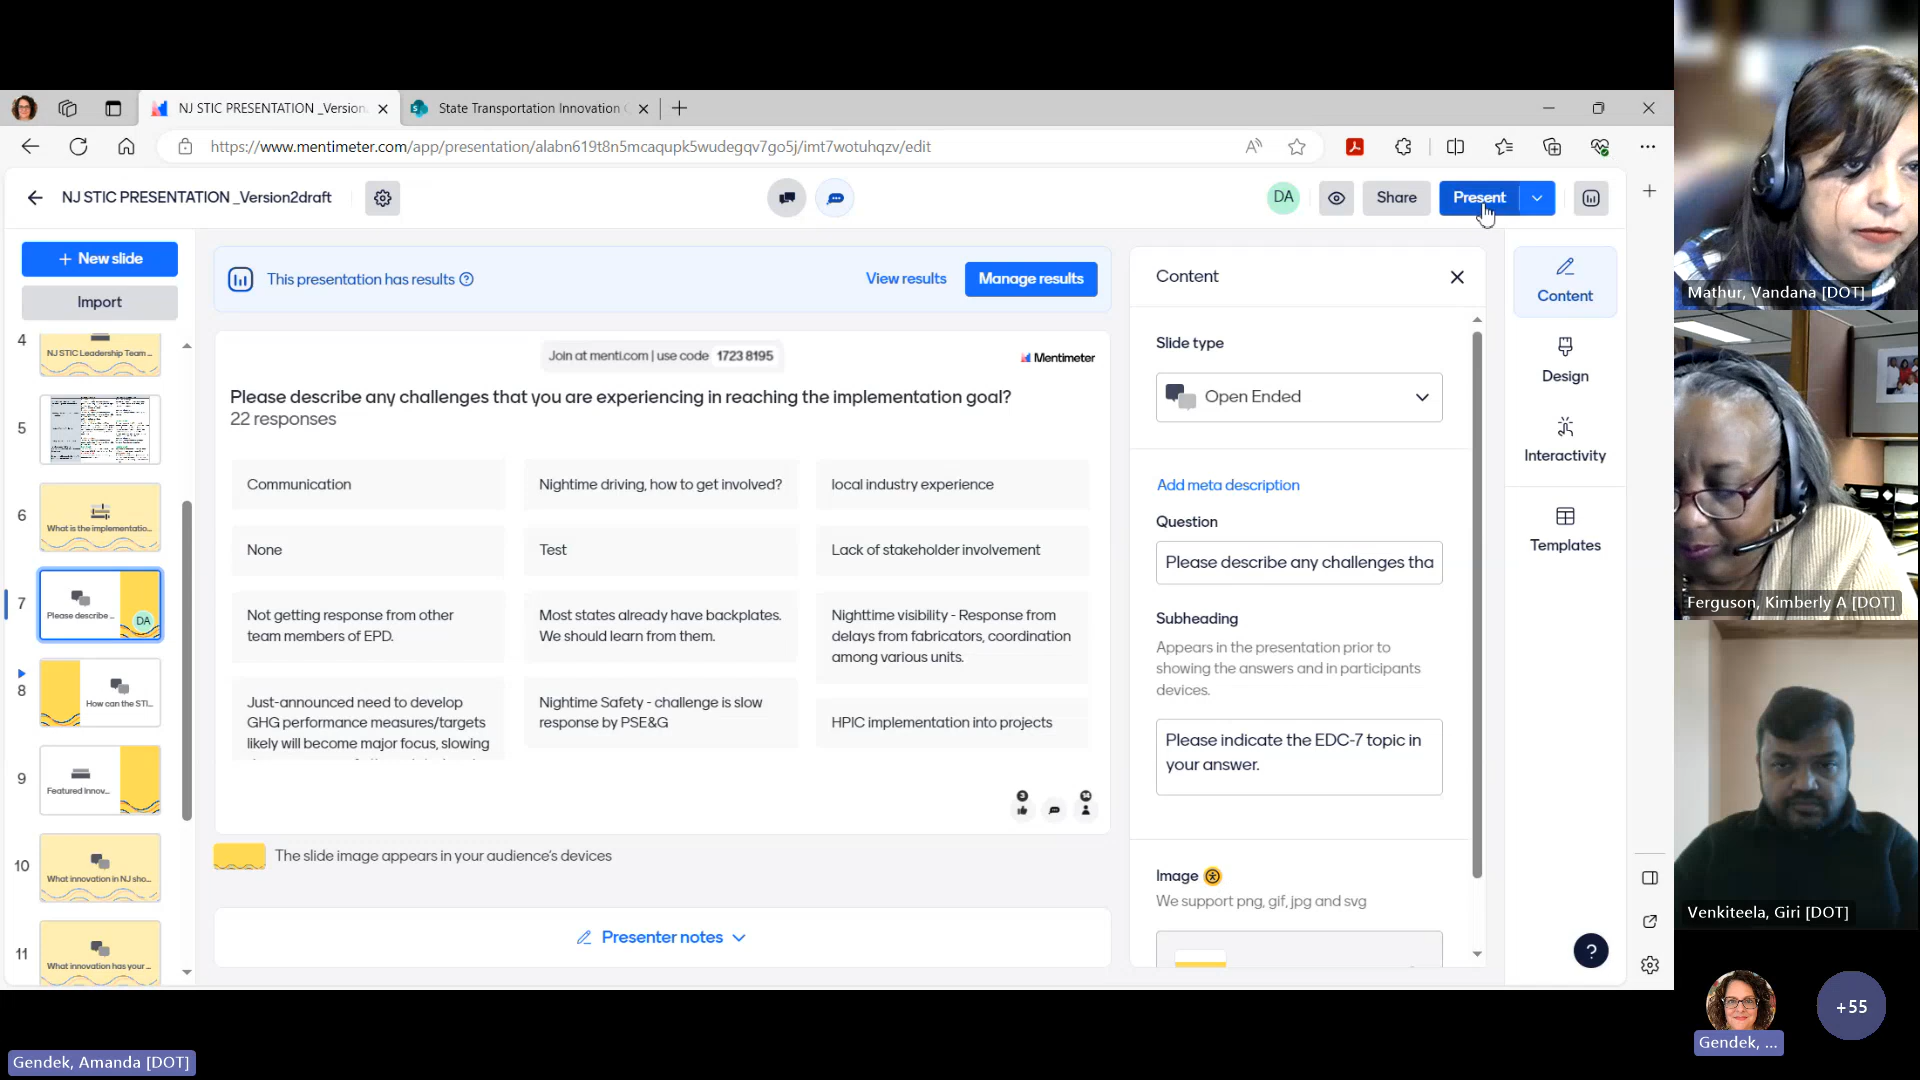 NJ STIC PRESENTATION _Version
State Transportation Innovation
https://www.mentimeter.com/app/presentation/alabn619t8n5mcaqupk5wudegqv7go5j/imt7wotuhqzv/edit
NJ STIC PRESENTATION _Version2draft
DA
Share
Present
+ New slide
Import
4
NJ STIC Leadership Team ...
5
6
What is the implementatio...
7
Please describe ...
DA
8
How can the STI...
9
Featured Innov...
10
What innovation in NJ sho...
11
What innovation has your ...
This presentation has results
View results
Manage results
Join at menti.com | use code 1723 8195
Mentimeter
Please describe any challenges that you are experiencing in reaching the implementation goal?
22 responses
Communication
Nightime driving, how to get involved?
local industry experience
None
Test
Lack of stakeholder involvement
Not getting response from other
team members of EPD.
Most states already have backplates.
We should learn from them.
Nighttime visibility - Response from
delays from fabricators, coordination
among various units.
Just-announced need to develop
GHG performance measures/targets
likely will become major focus, slowing
Nightime Safety - challenge is slow
response by PSE&G
HPIC implementation into projects
3
14
The slide image appears in your audience's devices
Presenter notes
Content
Slide type
Open Ended
Add meta description
Question
Please describe any challenges tha
Subheading
Appears in the presentation prior to
showing the answers and in participants
devices.
Please indicate the EDC-7 topic in
your answer.
Image
We support png, gif, jpg and svg
Content
Design
Interactivity
Templates
?
Mathur, Vandana [DOT]
Ferguson, Kimberly A [DOT]
Venkiteela, Giri [DOT]
+55
Gendek, ...
Gendek, Amanda [DOT]